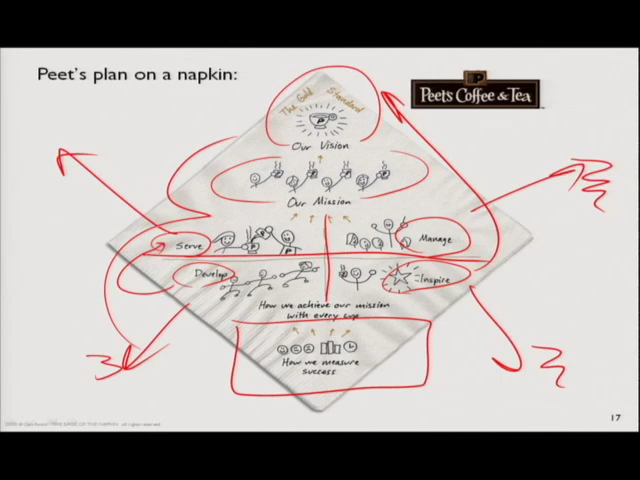 Peet's plan on a napkin:
Peet's Coffee & Tea
The Gold Standard
P
Our Vision
Our Mission
Serve
Manage
Develop
Inspire
How we achieve our mission
with every cup
How we measure
success
17